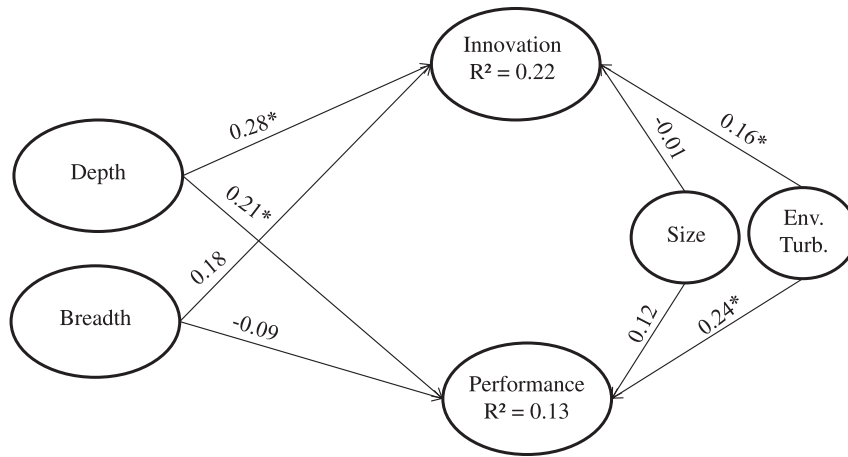 Innovation
R² = 0.22
0.28*
0.16*
-0.01
Depth
0.21*
Size
Env.
Turb.
0.18
Breadth
-0.09
0.12
0.24*
Performance
R² = 0.13